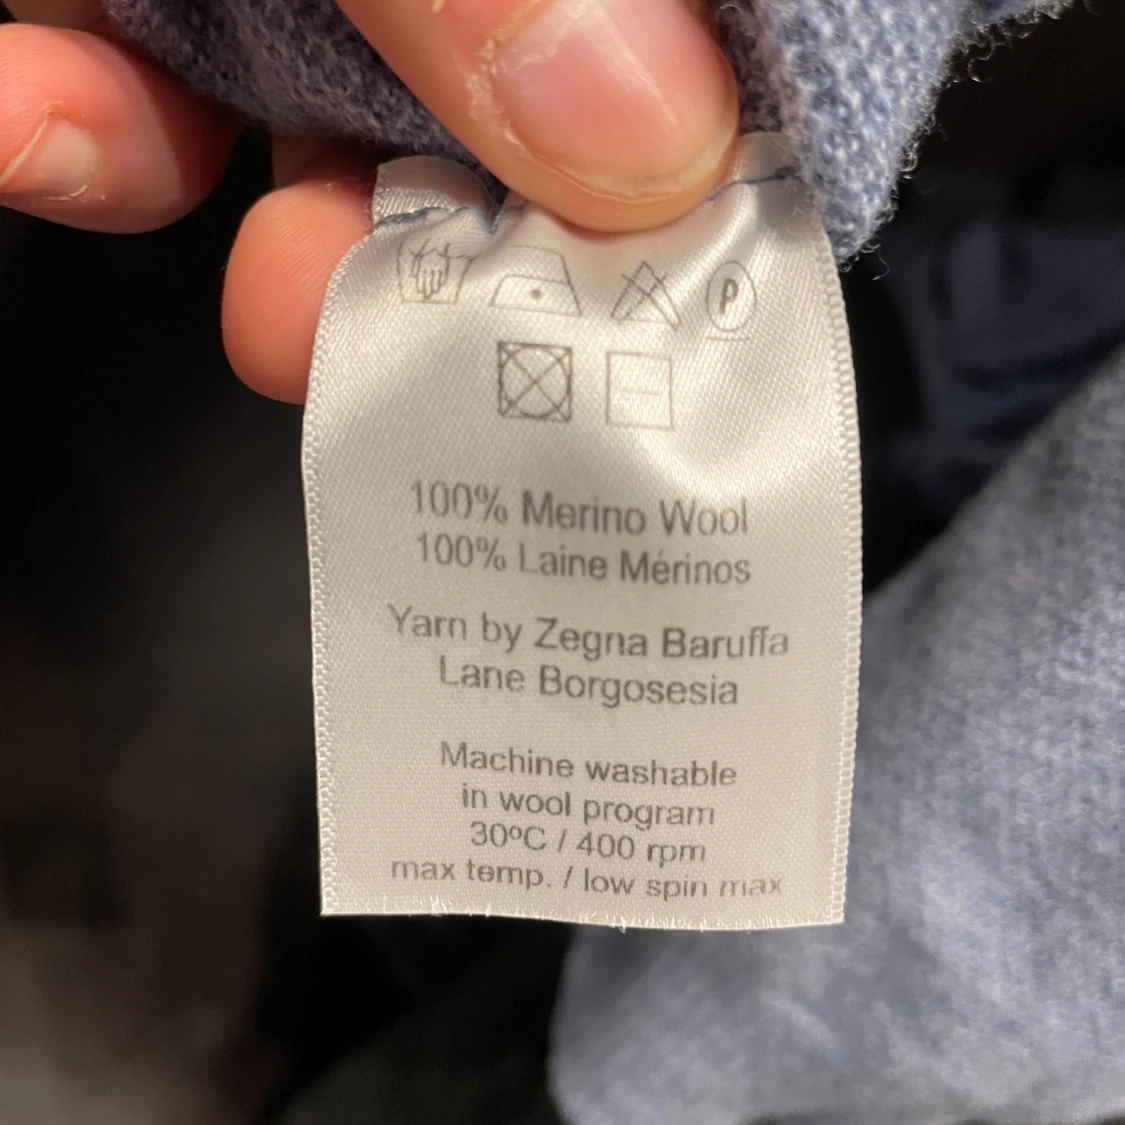 P
100% Merino Wool
100% Laine Mérinos
Yarn by Zegna Baruffa
Lane Borgosesia
Machine washable
in wool program
30ºC / 400 rpm
max temp. / low spin max